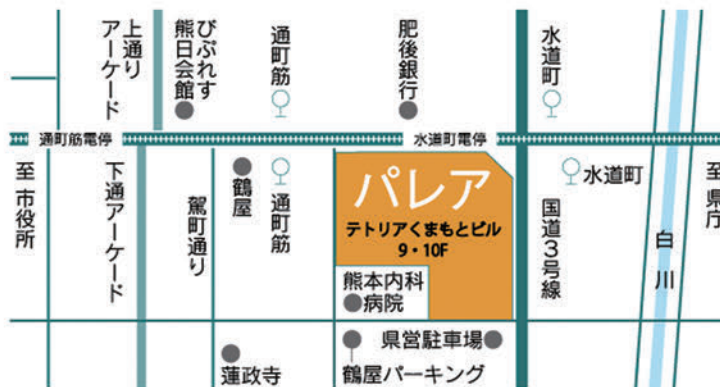 上通り
アーケード
びぷれす
熊日会館
通町筋
肥後銀行
水道町
通町筋電停
水道町電停
至 市役所
下通アーケード
駕町通り
鶴屋
通町筋
パレア
テトリアくまもとビル
9・10F
熊本内科
病院
国道3号線
水道町
白川
至 県庁
蓮政寺
県営駐車場
鶴屋パーキング